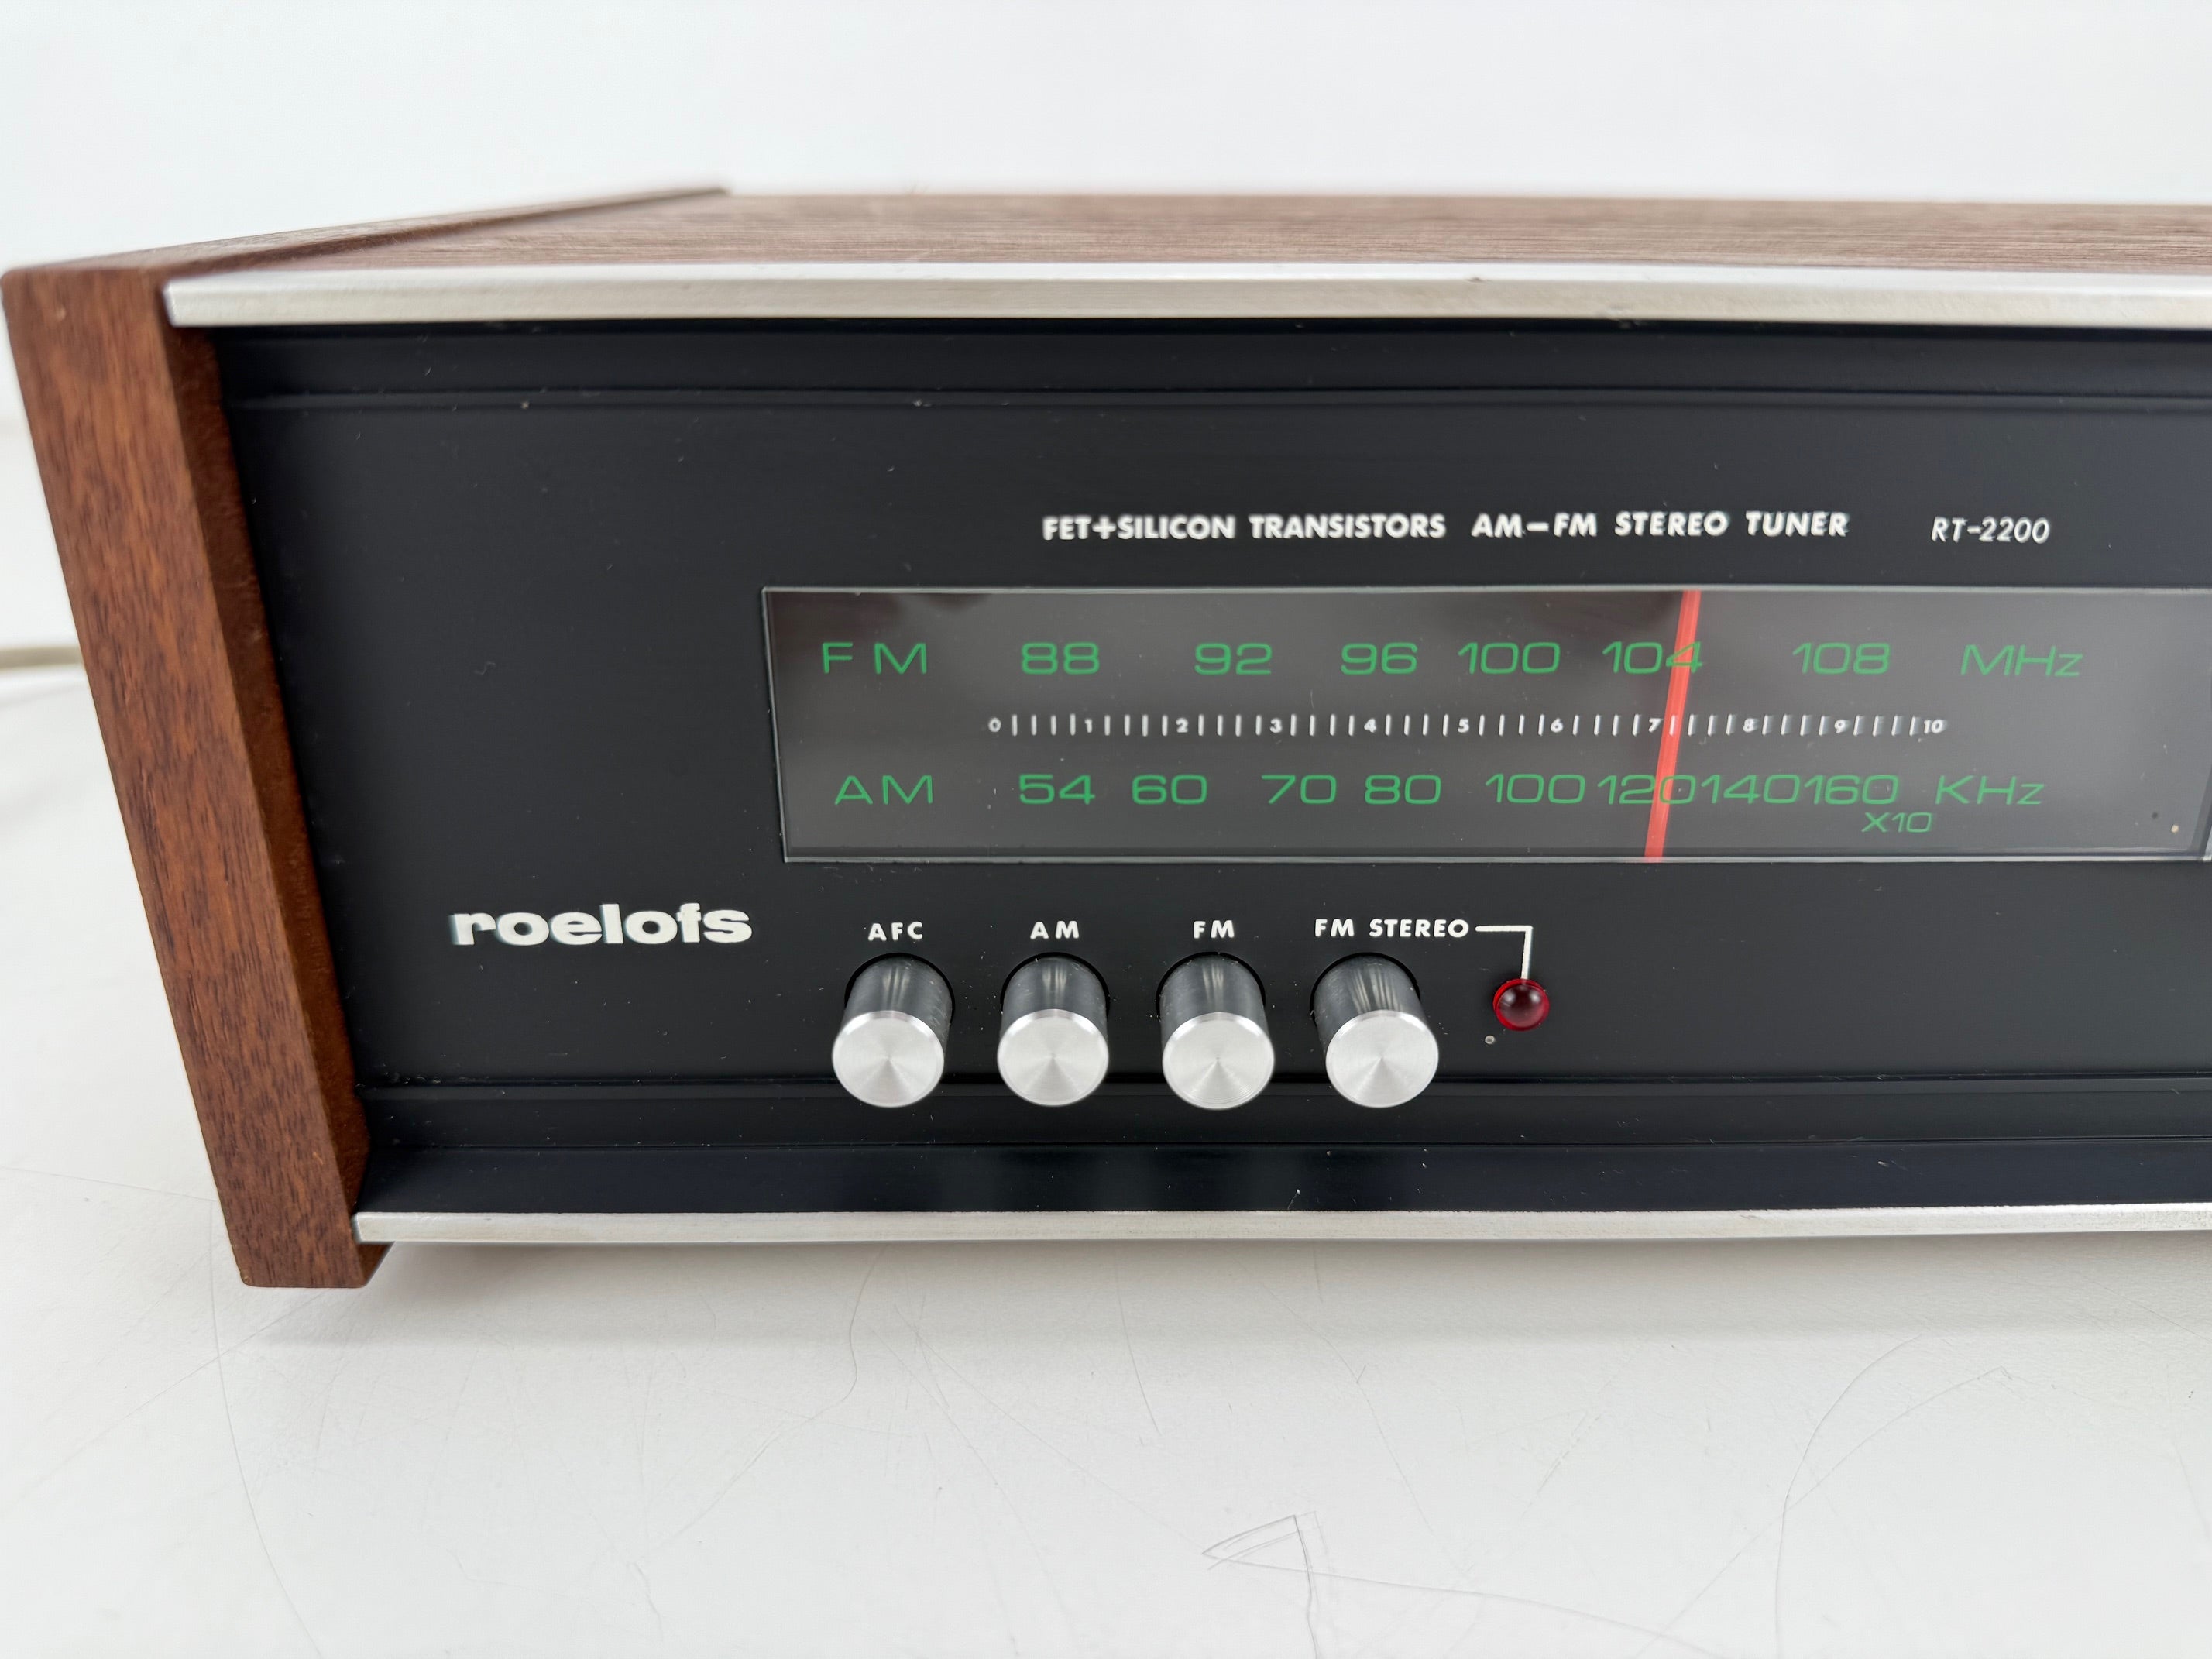 FET+SILICON TRANSISTORS AM-FM STEREO TUNER RT-2200
FM 88 92 96 100 104 108 MHz
0 1 2 3 4 5 6 7 8 9 10
AM 54 60 70 80 100 120 140 160 KHz
X10
roelofs
AFC AM FM FM STEREO